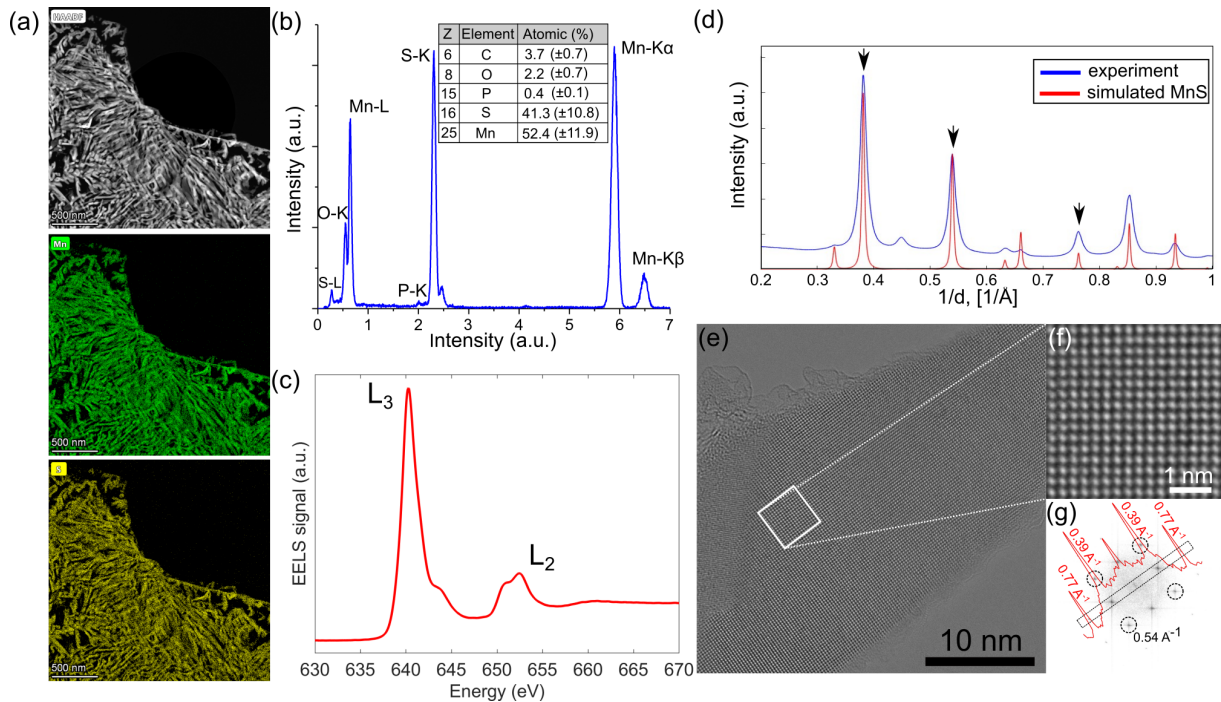 (a)
HAADF
500 nm
Mn
500 nm
S
500 nm
(b)
Z Element Atomic (%)
6 C 3.7 (±0.7)
8 O 2.2 (±0.7)
15 P 0.4 (±0.1)
16 S 41.3 (±10.8)
25 Mn 52.4 (±11.9)
S-K
Mn-Kα
Mn-L
O-K
S-L
P-K
Mn-Kβ
Intensity (a.u.)
0 1 2 3 4 5 6 7
Intensity (a.u.)
(c)
L3
L2
EELS signal (a.u.)
630 635 640 645 650 655 660 665 670
Energy (eV)
(d)
experiment
simulated MnS
Intensity (a.u.)
0.2 0.3 0.4 0.5 0.6 0.7 0.8 0.9 1
1/d, [1/Å]
(e)
10 nm
(f)
1 nm
(g)
0.77 A-1
0.39 A-1
0.39 A-1
0.77 A-1
0.54 A-1